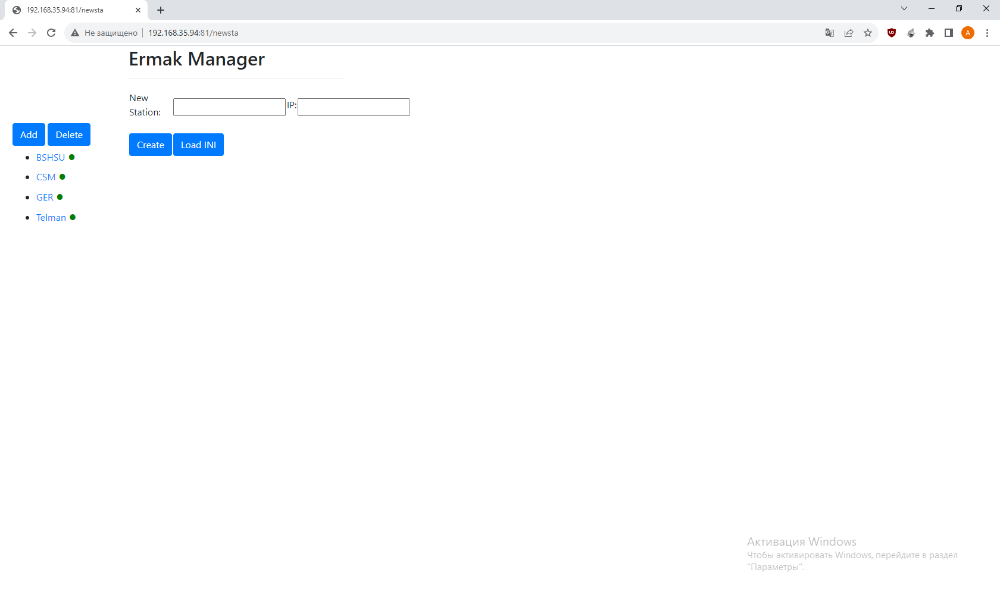 192.168.35.94:81/newsta
Не защищено
192.168.35.94:81/newsta
A
Ermak Manager
New
Station:
IP:
Add Delete
Create Load INI
BSHSU
CSM
GER
Telman
Активация Windows
Чтобы активировать Windows, перейдите в раздел
"Параметры".